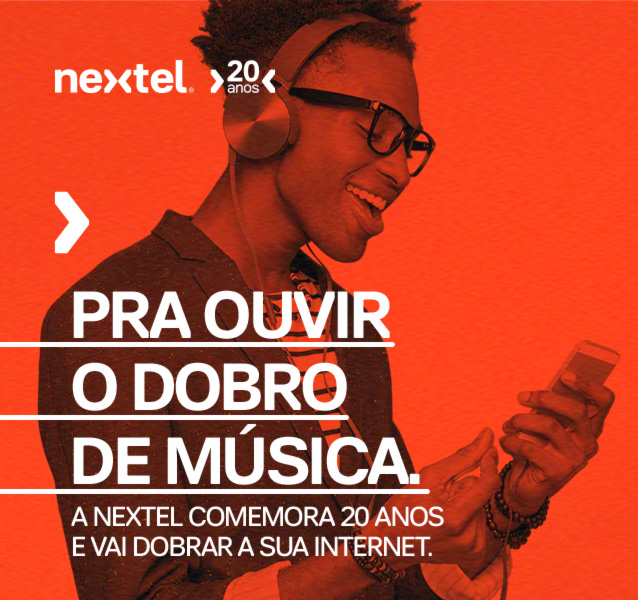 nextel® 20
anos
PRA OUVIR
O DOBRO
DE MÚSICA.
A NEXTEL COMEMORA 20 ANOS
E VAI DOBRAR A SUA INTERNET.